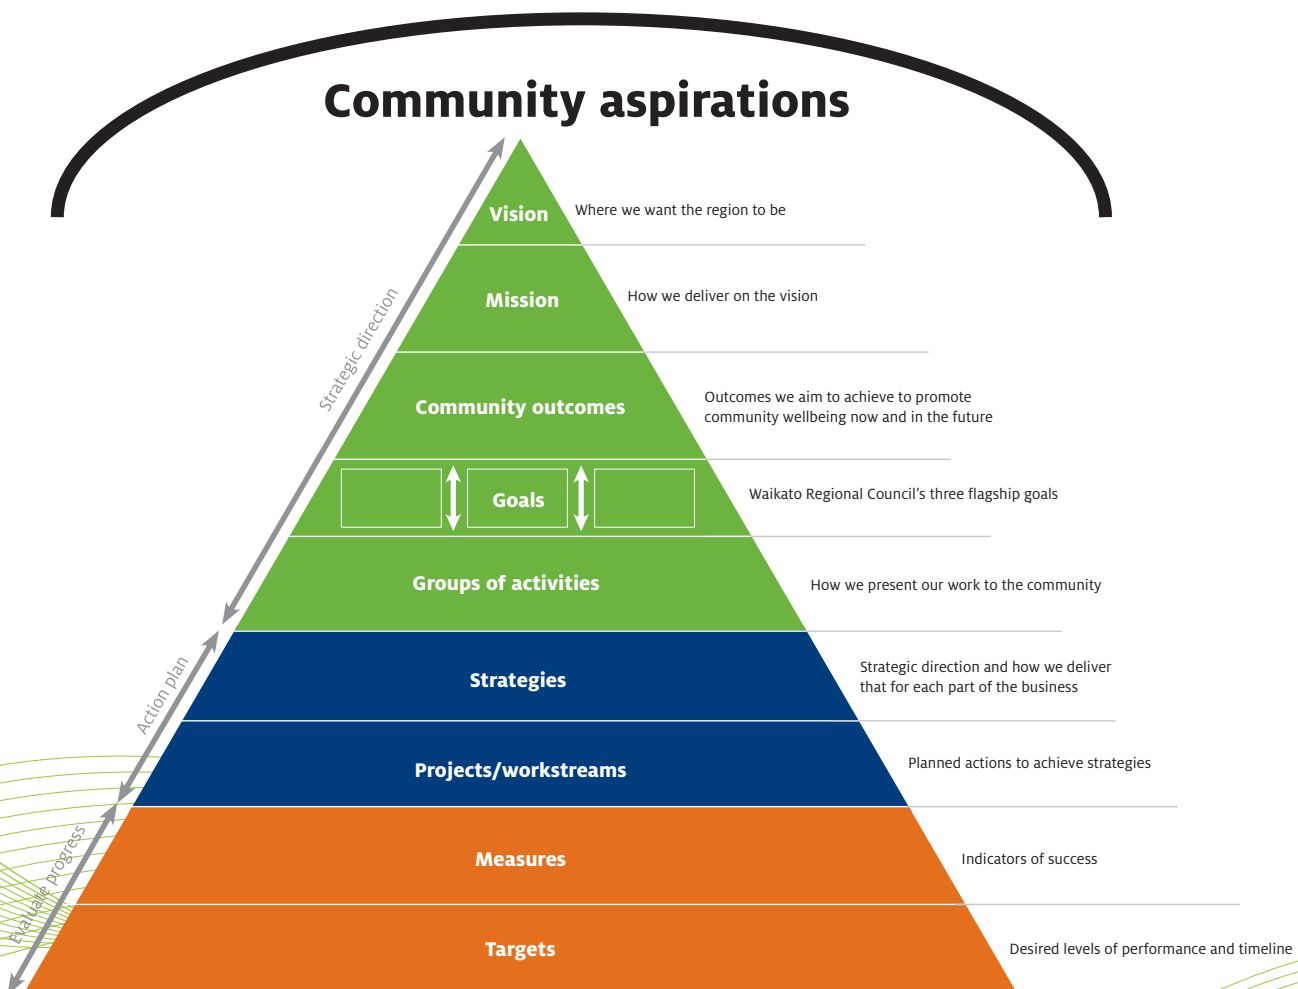 Community aspirations
Vision
Where we want the region to be
Mission
How we deliver on the vision
Strategic direction
Community outcomes
Outcomes we aim to achieve to promote
community wellbeing now and in the future
Goals
Waikato Regional Council’s three flagship goals
Groups of activities
How we present our work to the community
Action plan
Strategies
Strategic direction and how we deliver
that for each part of the business
Projects/workstreams
Planned actions to achieve strategies
Evaluate progress
Measures
Indicators of success
Targets
Desired levels of performance and timeline